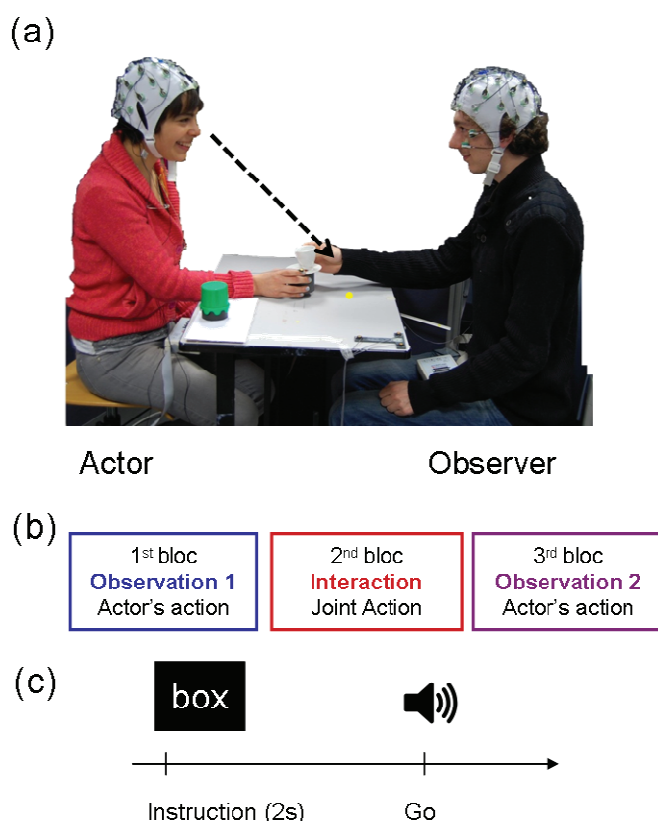 (a)
Actor
Observer
(b)
1st bloc
Observation 1
Actor's action
2nd bloc
Interaction
Joint Action
3rd bloc
Observation 2
Actor's action
(c)
box
Instruction (2s)
Go